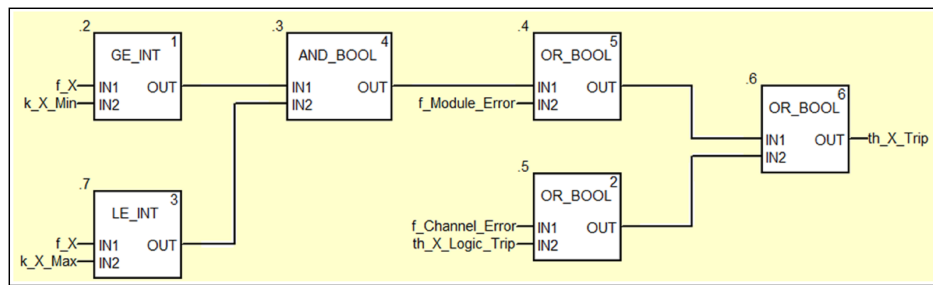 .2
1
GE_INT
f_X IN1 OUT
k_X_Min IN2
.3
4
AND_BOOL
IN1 OUT
IN2
.4
5
OR_BOOL
IN1 OUT
f_Module_Error IN2
.6
6
OR_BOOL
IN1 OUT th_X_Trip
IN2
.7
3
LE_INT
f_X IN1 OUT
k_X_Max IN2
.5
2
OR_BOOL
f_Channel_Error IN1 OUT
th_X_Logic_Trip IN2